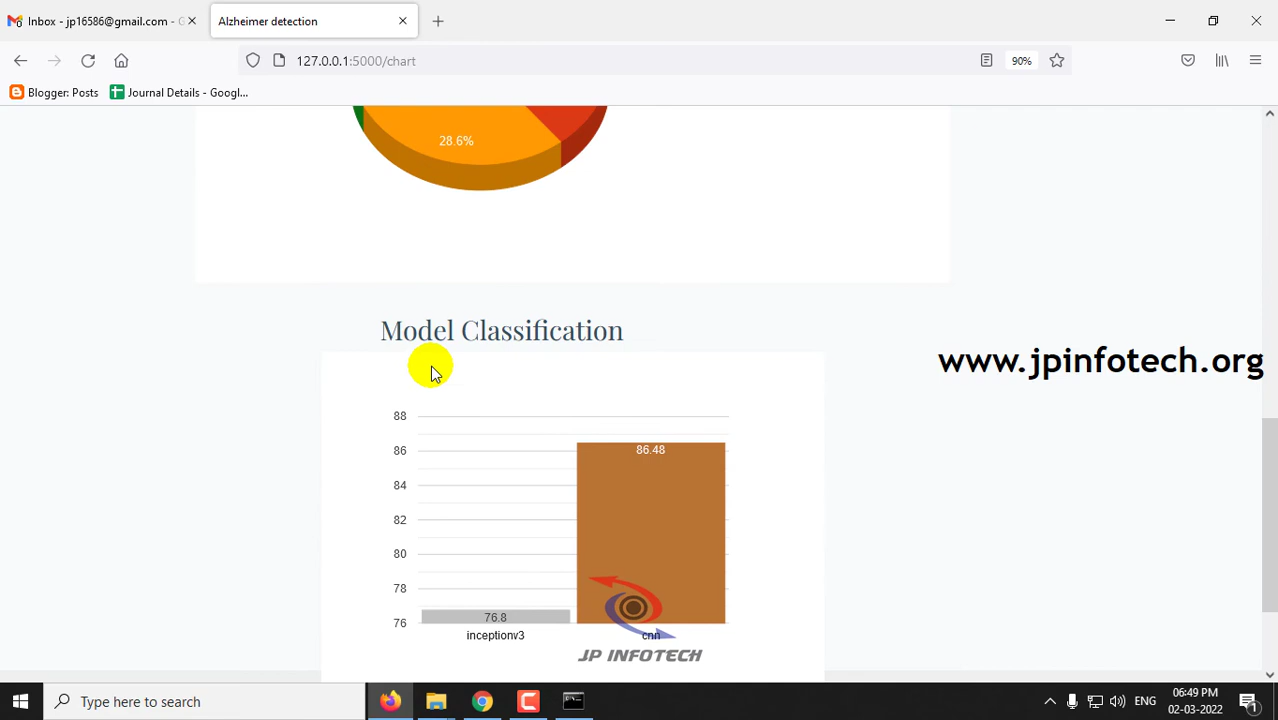 Inbox - jp16586@gmail.com - G
Alzheimer detection
127.0.0.1:5000/chart
90%
Blogger: Posts
Journal Details - Googl...
28.6%
Model Classification
www.jpinfotech.org
88
86
84
82
80
78
76
86.48
76.8
inceptionv3
cnn
JP INFOTECH
Type here to search
ENG
06:49 PM
02-03-2022
1